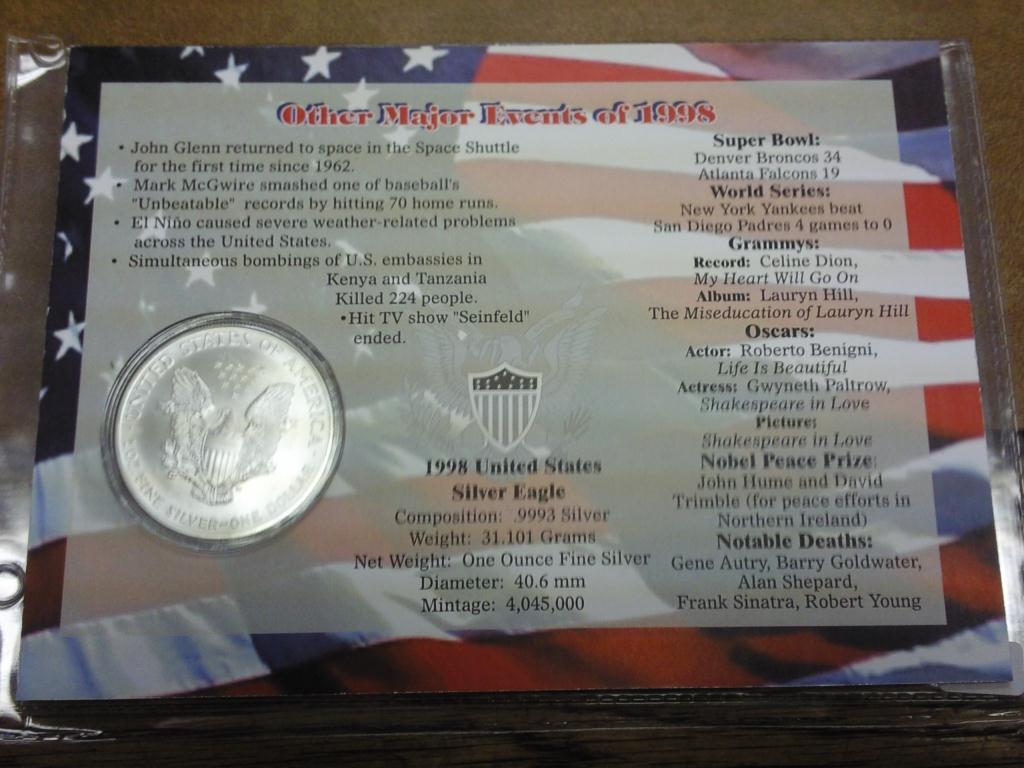 Other Major Events of 1998
• John Glenn returned to space in the Space Shuttle
for the first time since 1962.
• Mark McGwire smashed one of baseball's
"Unbeatable" records by hitting 70 home runs.
• El Niño caused severe weather-related problems
across the United States.
• Simultaneous bombings of U.S. embassies in
Kenya and Tanzania
Killed 224 people.
•Hit TV show "Seinfeld"
ended.
UNITED STATES OF AMERICA
1 OZ. FINE SILVER~ONE DOLLAR
1998 United States
Silver Eagle
Composition: .9993 Silver
Weight: 31.101 Grams
Net Weight: One Ounce Fine Silver
Diameter: 40.6 mm
Mintage: 4,045,000
Super Bowl:
Denver Broncos 34
Atlanta Falcons 19
World Series:
New York Yankees beat
San Diego Padres 4 games to 0
Grammys:
Record: Celine Dion,
My Heart Will Go On
Album: Lauryn Hill,
The Miseducation of Lauryn Hill
Oscars:
Actor: Roberto Benigni,
Life Is Beautiful
Actress: Gwyneth Paltrow,
Shakespeare in Love
Picture:
Shakespeare in Love
Nobel Peace Prize:
John Hume and David
Trimble (for peace efforts in
Northern Ireland)
Notable Deaths:
Gene Autry, Barry Goldwater,
Alan Shepard,
Frank Sinatra, Robert Young